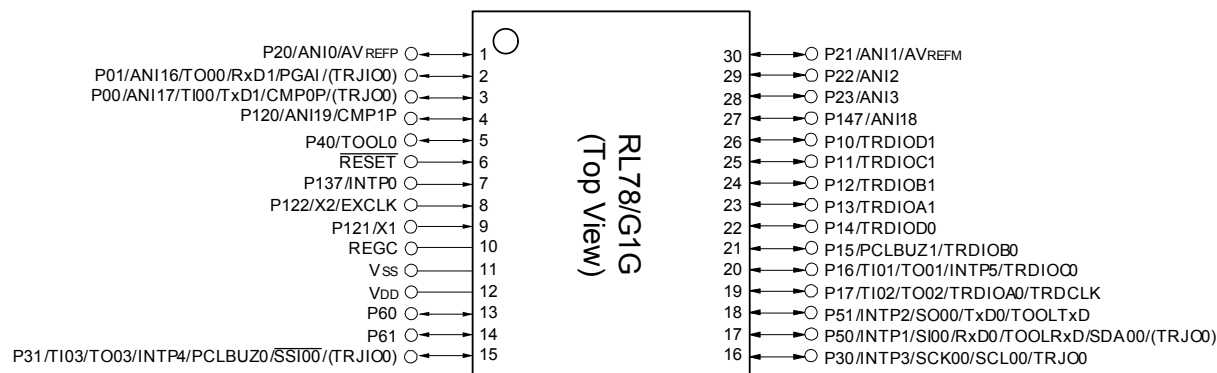 P20/ANI0/AVREFP 1
P01/ANI16/TO00/RxD1/PGAI/(TRJIO0) 2
P00/ANI17/TI00/TxD1/CMP0P/(TRJO0) 3
P120/ANI19/CMP1P 4
P40/TOOL0 5
RESET 6
P137/INTP0 7
P122/X2/EXCLK 8
P121/X1 9
REGC 10
VSS 11
VDD 12
P60 13
P61 14
P31/TI03/TO03/INTP4/PCLBUZ0/SSI00/(TRJIO0) 15
RL78/G1G
(Top View)
30 P21/ANI1/AVREFM
29 P22/ANI2
28 P23/ANI3
27 P147/ANI18
26 P10/TRDIOD1
25 P11/TRDIOC1
24 P12/TRDIOB1
23 P13/TRDIOA1
22 P14/TRDIOD0
21 P15/PCLBUZ1/TRDIOB0
20 P16/TI01/TO01/INTP5/TRDIOC0
19 P17/TI02/TO02/TRDIOA0/TRDCLK
18 P51/INTP2/SO00/TxD0/TOOLTxD
17 P50/INTP1/SI00/RxD0/TOOLRxD/SDA00/(TRJO0)
16 P30/INTP3/SCK00/SCL00/TRJO0